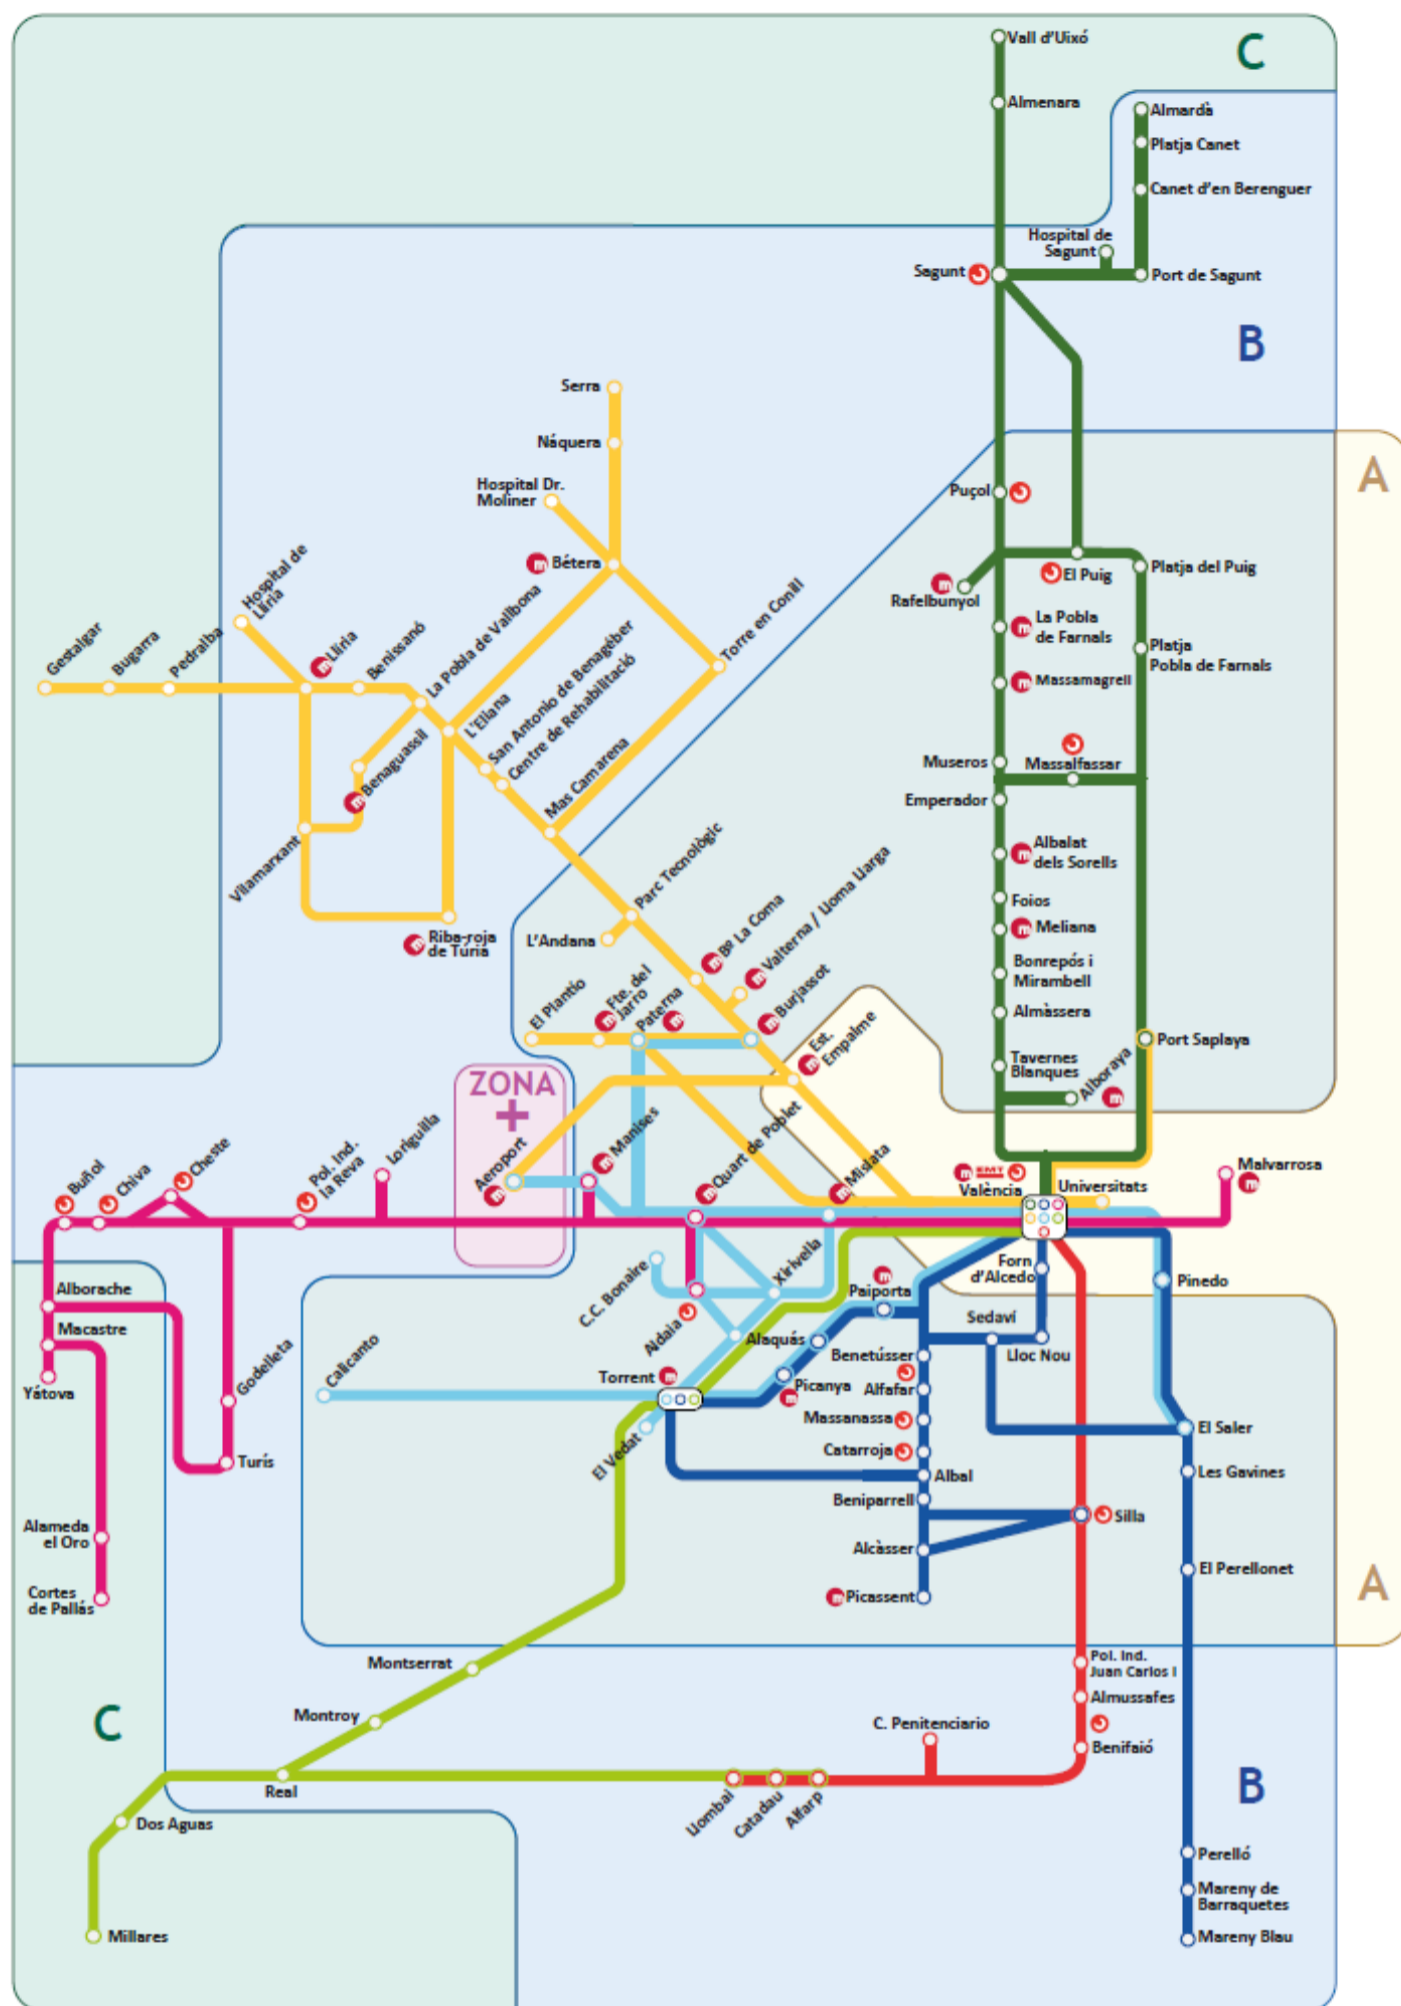 C
Vall d'Uixó
Almenara
Almardà
Platja Canet
Canet d'en Berenguer
Hospital de
Sagunt
Sagunt
Port de Sagunt
B
A
Serra
Náquera
Hospital Dr.
Moliner
Bétera
Puçol
Rafelbunyol
El Puig
Platja del Puig
La Pobla
de Farnals
Platja
Pobla de Farnals
Massamagrell
Museros
Massalfassar
Emperador
Albalat
dels Sorells
Foios
Meliana
Bonrepós i
Mirambell
Almàssera
Tavernes
Blanques
Alboraya
Port Saplaya
Gestalgar
Bugarra
Pedralba
Hospital de
Llíria
Llíria
Benissanó
La Pobla de Vallbona
L'Eliana
San Antonio de Benagéber
Centre de Rehabilitació
Torre en Conill
Mas Camarena
Benaguassil
Vilamarxant
Riba-roja
de Túria
Parc Tecnològic
L'Andana
Bº La Coma
Valterna / Lloma Llarga
El Plantío
Fte. del
Jarro
Paterna
Burjassot
Est.
Empalme
ZONA
+
Aeroport
Manises
Quart de Poblet
Mislata
EMT
València
Universitats
Malvarrosa
Buñol
Chiva
Cheste
Pol. Ind.
la Reva
Loriguilla
Alborache
Macastre
Yátova
Godelleta
Turís
Alameda
el Oro
Cortes
de Pallás
Calicanto
C.C. Bonaire
Aldaia
Xirivella
Alaquás
Paiporta
Torrent
Picanya
El Vedat
Forn
d'Alcedo
Sedaví
Lloc Nou
Pinedo
Benetússer
Alfafar
Massanassa
Catarroja
Albal
Beniparrell
Alcàsser
Picassent
Silla
El Saler
Les Gavines
El Perellonet
A
Pol. Ind.
Juan Carlos I
Almussafes
Benifaió
C. Penitenciario
Montserrat
Montroy
Real
Llombai
Catadau
Alfarp
C
Dos Aguas
Millares
B
Perelló
Mareny de
Barraquetes
Mareny Blau